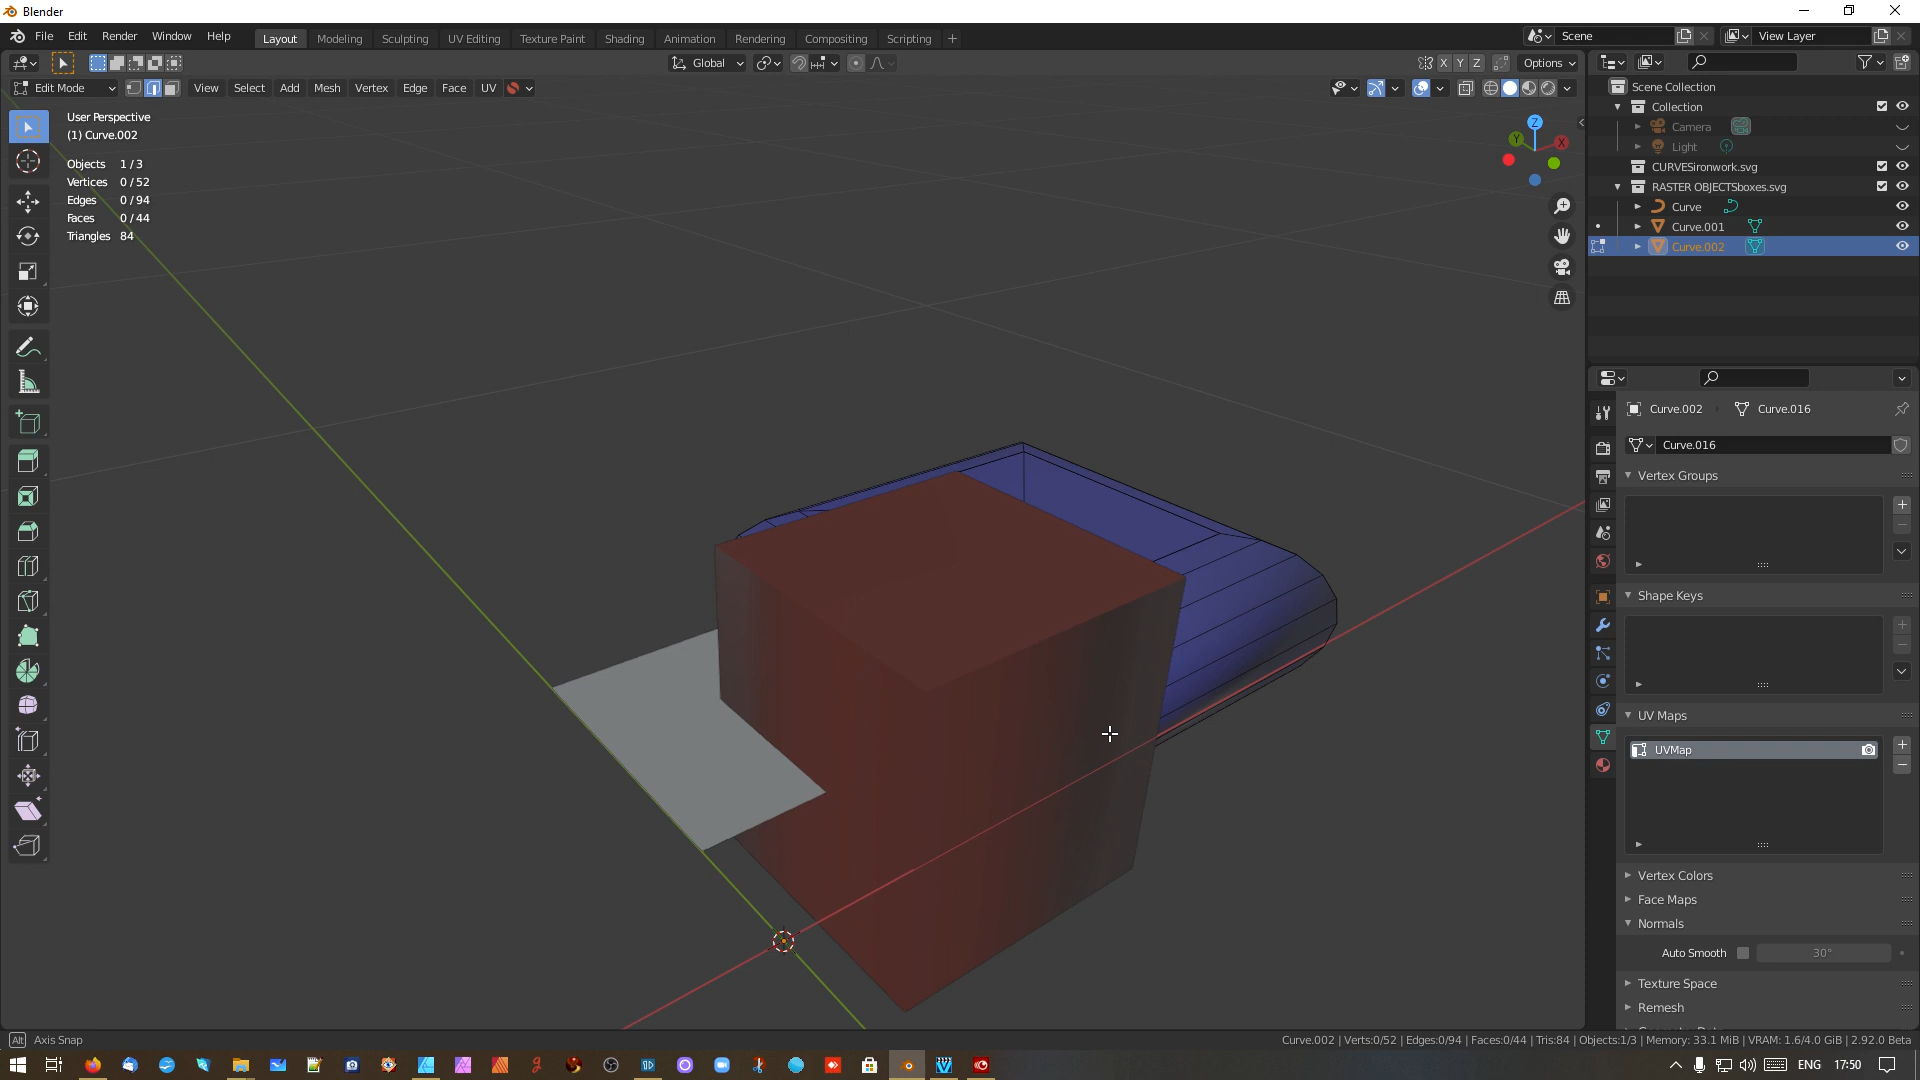 Blender
File Edit Render Window Help Layout Modeling Sculpting UV Editing Texture Paint Shading Animation Rendering Compositing Scripting + Scene View Layer
Global X Y Z Options
Edit Mode View Select Add Mesh Vertex Edge Face UV
User Perspective
(1) Curve.002
Objects 1 / 3
Vertices 0 / 52
Edges 0 / 94
Faces 0 / 44
Triangles 84
Z
Y
X
Scene Collection
Collection
Camera
Light
CURVESironwork.svg
RASTER OBJECTSboxes.svg
Curve
Curve.001
Curve.002
Curve.002 Curve.016
Curve.016
Vertex Groups
Shape Keys
UV Maps
UVMap
Vertex Colors
Face Maps
Normals
Auto Smooth 30°
Texture Space
Remesh
Alt Axis Snap
Curve.002 | Verts:0/52 | Edges:0/94 | Faces:0/44 | Tris:84 | Objects:1/3 | Memory: 33.1 MiB | VRAM: 1.6/4.0 GiB | 2.92.0 Beta
ENG 17:50